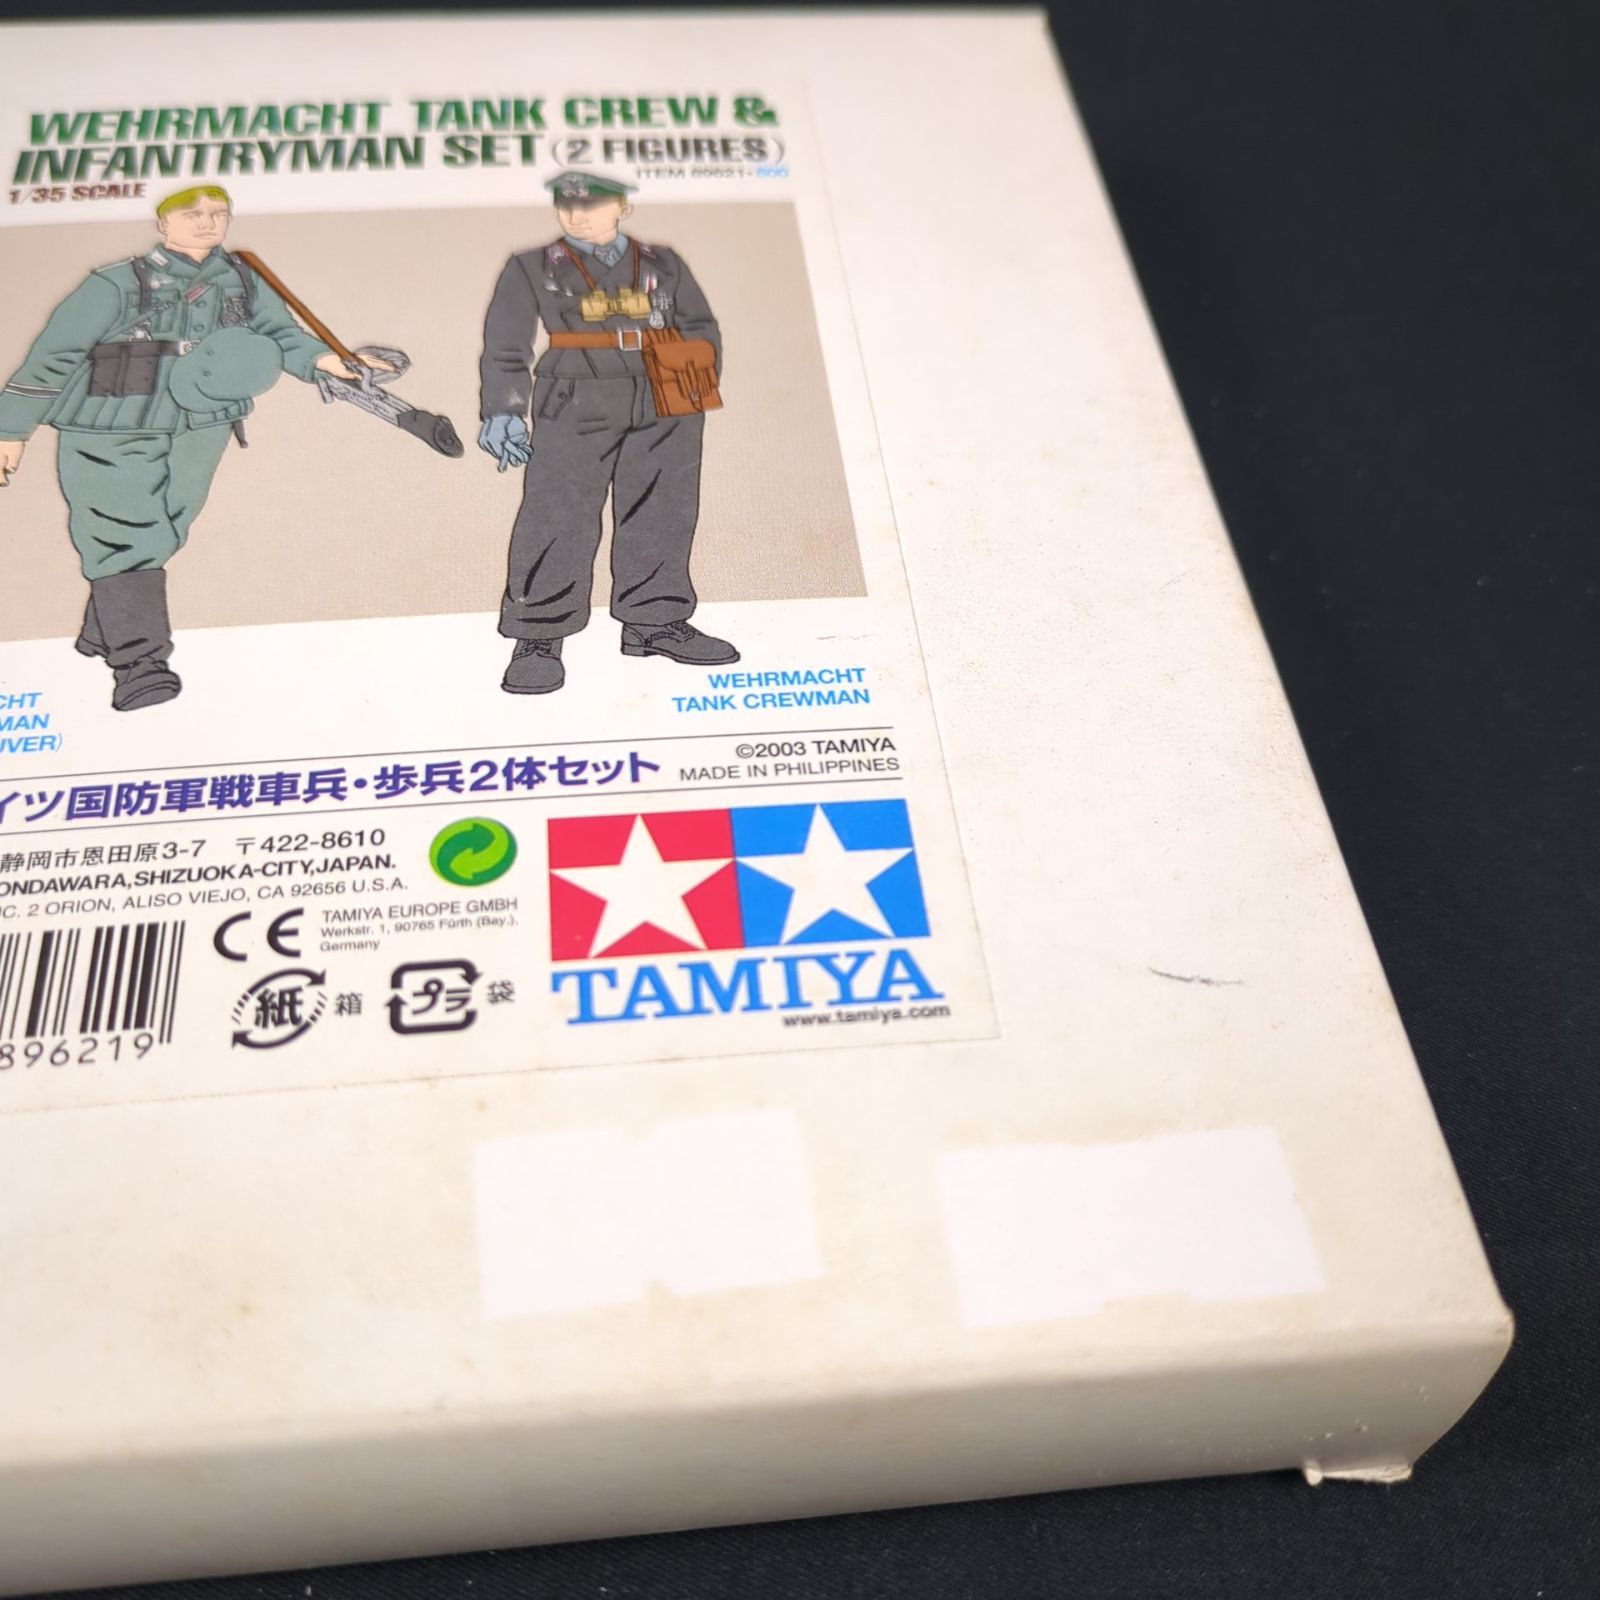 WEHRMACHT TANK CREW &
INFANTRYMAN SET (2 FIGURES)
1/35 SCALE
ITEM 89621•800
WEHRMACHT
TANK CREWMAN
イツ国防軍戦車兵・歩兵2体セット
©2003 TAMIYA
MADE IN PHILIPPINES
静岡市恩田原3-7 〒422-8610
ONDAWARA,SHIZUOKA-CITY,JAPAN.
2 ORION, ALISO VIEJO, CA 92656 U.S.A.
CE
TAMIYA EUROPE GMBH
Werkstr. 1, 90765 Fürth (Bay.),
Germany
紙 箱
プラ 袋
896219
TAMIYA
www.tamiya.com